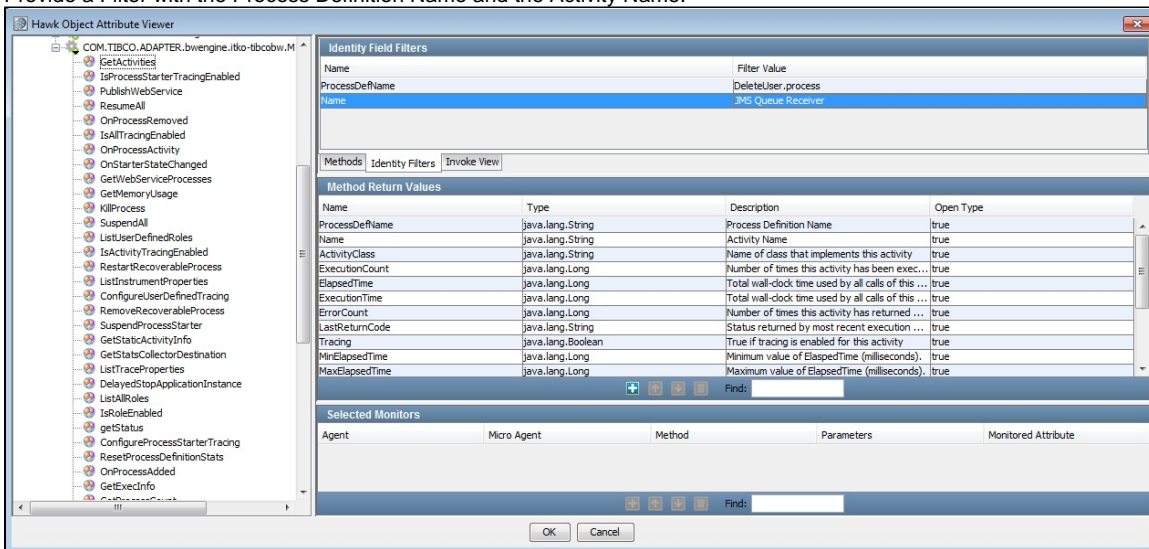 Provide a Filter with the Process Definition Name and the Activity Name.
Hawk Object Attribute Viewer
COM.TIBCO.ADAPTER.bwengine.itko-tibcobw.M
GetActivities
IsProcessStarterTracingEnabled
PublishWebService
ResumeAll
OnProcessRemoved
IsAllTracingEnabled
OnProcessActivity
OnStarterStateChanged
GetWebServiceProcesses
GetMemoryUsage
KillProcess
SuspendAll
ListUserDefinedRoles
IsActivityTracingEnabled
RestartRecoverableProcess
ListInstrumentProperties
ConfigureUserDefinedTracing
RemoveRecoverableProcess
SuspendProcessStarter
GetStaticActivityInfo
GetStatsCollectorDestination
ListTraceProperties
DelayedStopApplicationInstance
ListAllRoles
IsRoleEnabled
getStatus
ConfigureProcessStarterTracing
ResetProcessDefinitionStats
OnProcessAdded
GetExecInfo
GetProcessCount
Identity Field Filters
Name Filter Value
ProcessDefName DeleteUser.process
Name JMS Queue Receiver
Methods Identity Filters Invoke View
Method Return Values
Name Type Description Open Type
ProcessDefName java.lang.String Process Definition Name true
Name java.lang.String Activity Name true
ActivityClass java.lang.String Name of class that implements this activity true
ExecutionCount java.lang.Long Number of times this activity has been exec... true
ElapsedTime java.lang.Long Total wall-clock time used by all calls of this ... true
ExecutionTime java.lang.Long Total wall-clock time used by all calls of this ... true
ErrorCount java.lang.Long Number of times this activity has returned ... true
LastReturnCode java.lang.String Status returned by most recent execution ... true
Tracing java.lang.Boolean True if tracing is enabled for this activity true
MinElapsedTime java.lang.Long Minimum value of ElaspedTime (milliseconds). true
MaxElapsedTime java.lang.Long Maximum value of ElapsedTime (milliseconds). true
Find:
Selected Monitors
Agent Micro Agent Method Parameters Monitored Attribute
Find:
OK Cancel